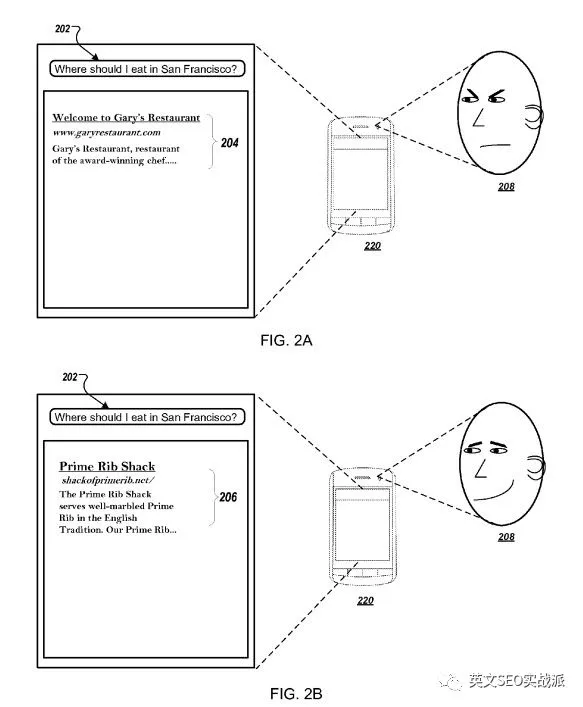 202
Where should I eat in San Francisco?
Welcome to Gary's Restaurant
www.garyrestaurant.com
Gary's Restaurant, restaurant
of the award-winning chef.....
204
220
208
FIG. 2A
202
Where should I eat in San Francisco?
Prime Rib Shack
shackofprimerib.net/
The Prime Rib Shack
serves well-marbled Prime
Rib in the English
Tradition. Our Prime Rib...
206
220
208
FIG. 2B
英文SEO实战派